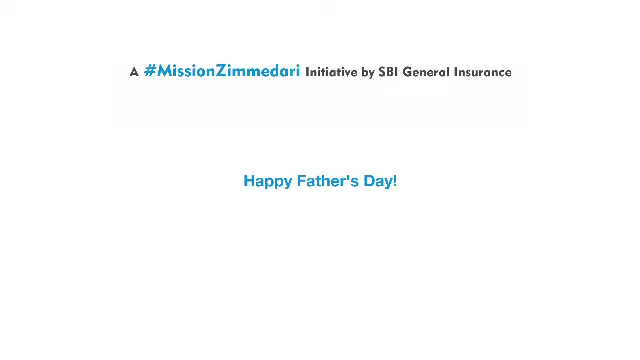 A #MissionZimmedari Initiative by SBI General Insurance
Happy Father's Day!